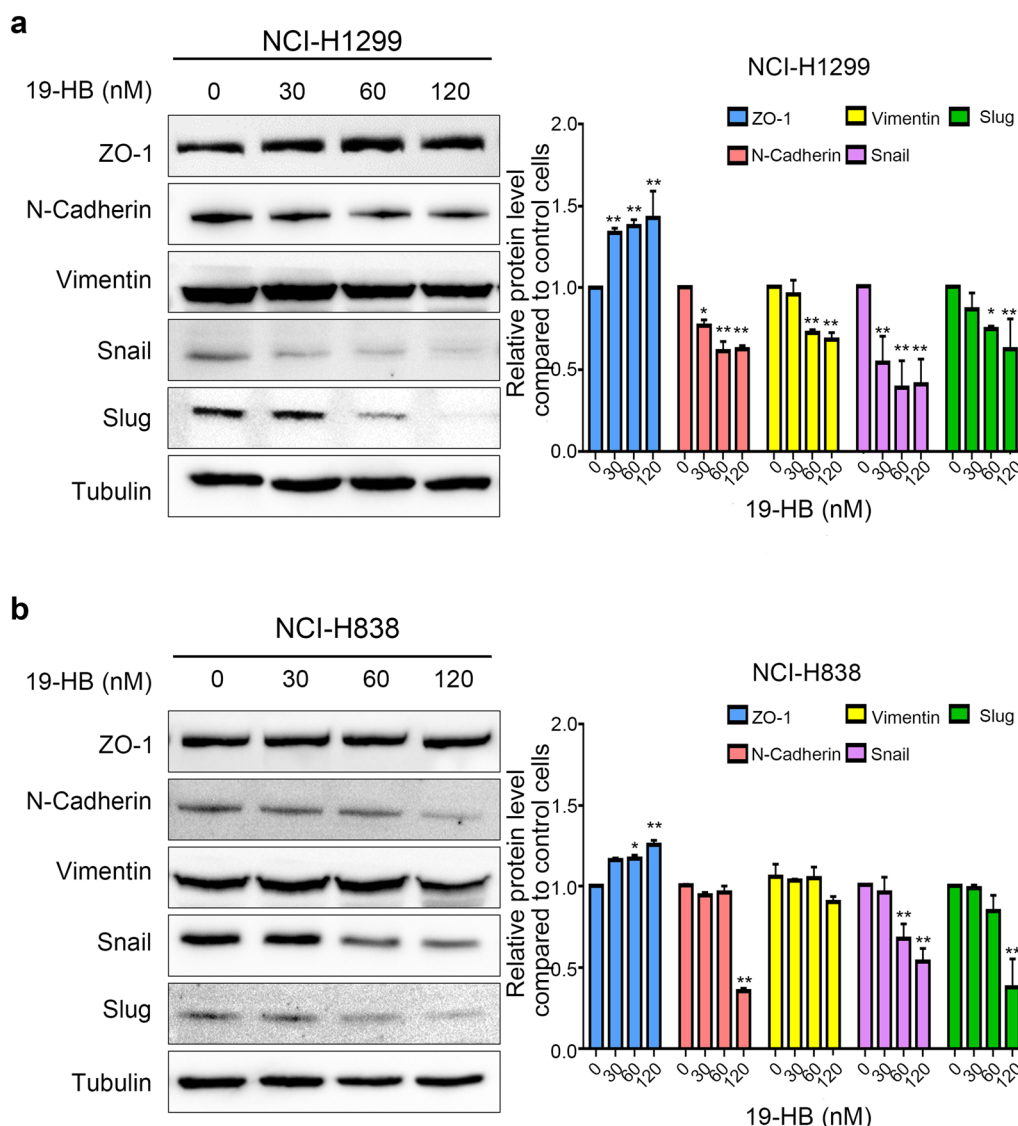 a
NCI-H1299
19-HB (nM) 0 30 60 120
ZO-1
N-Cadherin
Vimentin
Snail
Slug
Tubulin
NCI-H1299
ZO-1 Vimentin Slug
N-Cadherin Snail
Relative protein level
compared to control cells
2.0
1.5
1.0
0.5
0.0
** ** **
* ** **
** **
** ** **
* **
0 30 60 120 0 30 60 120 0 30 60 120 0 30 60 120 0 30 60 120
19-HB (nM)
b
NCI-H838
19-HB (nM) 0 30 60 120
ZO-1
N-Cadherin
Vimentin
Snail
Slug
Tubulin
NCI-H838
ZO-1 Vimentin Slug
N-Cadherin Snail
Relative protein level
compared to control cells
2.0
1.5
1.0
0.5
0.0
* **
**
** **
**
0 30 60 120 0 30 60 120 0 30 60 120 0 30 60 120 0 30 60 120
19-HB (nM)